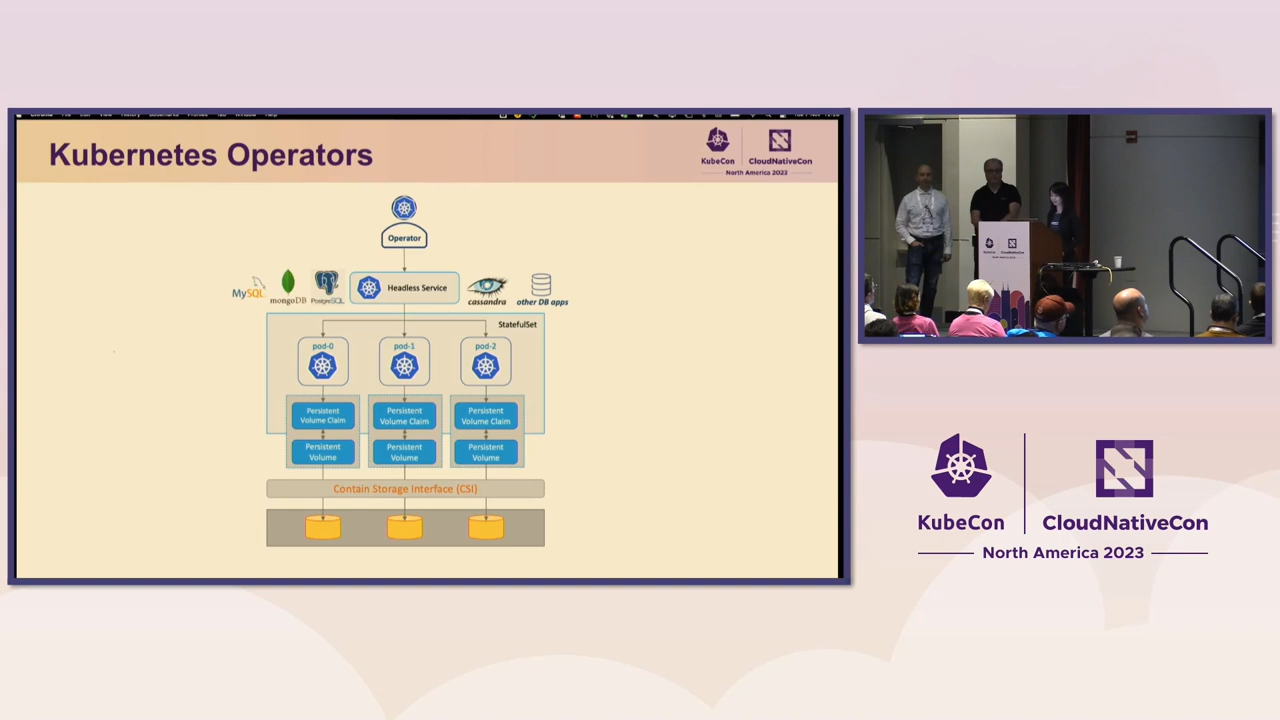 Kubernetes Operators
KubeCon
CloudNativeCon
North America 2023
Operator
MySQL
mongoDB
PostgreSQL
Headless Service
cassandra
other DB apps
StatefulSet
pod-0
pod-1
pod-2
Persistent
Volume Claim
Persistent
Volume Claim
Persistent
Volume Claim
Persistent
Volume
Persistent
Volume
Persistent
Volume
Contain Storage Interface (CSI)
KubeCon
CloudNativeCon
North America 2023